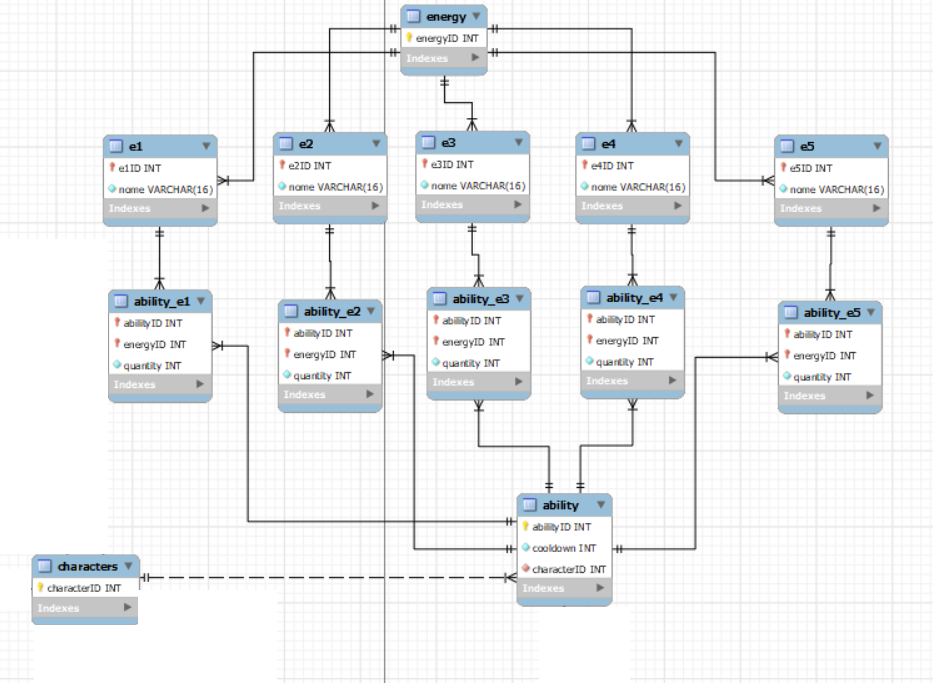 energy
energyID INT
Indexes
e1
e1ID INT
nome VARCHAR(16)
Indexes
e2
e2ID INT
nome VARCHAR(16)
Indexes
e3
e3ID INT
nome VARCHAR(16)
Indexes
e4
e4ID INT
nome VARCHAR(16)
Indexes
e5
e5ID INT
nome VARCHAR(16)
Indexes
ability_e1
abilityID INT
energyID INT
quantity INT
Indexes
ability_e2
abilityID INT
energyID INT
quantity INT
Indexes
ability_e3
abilityID INT
energyID INT
quantity INT
Indexes
ability_e4
abilityID INT
energyID INT
quantity INT
Indexes
ability_e5
abilityID INT
energyID INT
quantity INT
Indexes
ability
abilityID INT
cooldown INT
characterID INT
Indexes
characters
characterID INT
Indexes